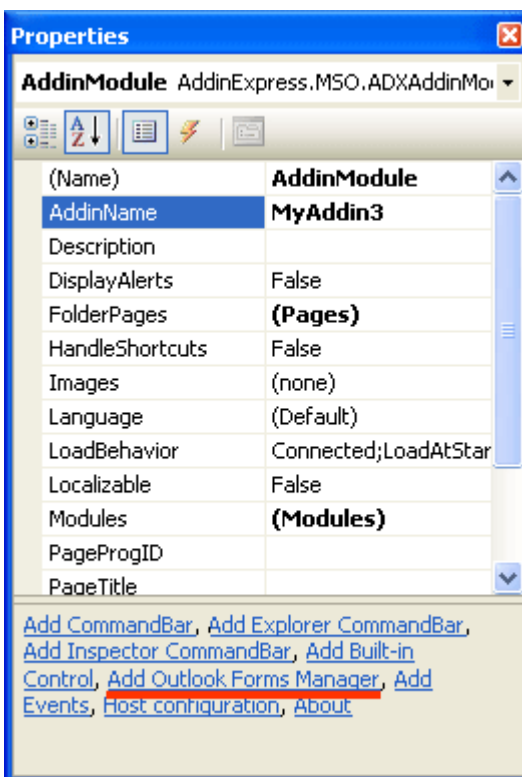 Properties
AddinModule AddinExpress.MSO.ADXAddinMo
(Name) AddinModule
AddinName MyAddin3
Description
DisplayAlerts False
FolderPages (Pages)
HandleShortcuts False
Images (none)
Language (Default)
LoadBehavior Connected;LoadAtStar
Localizable False
Modules (Modules)
PageProgID
PageTitle
Add CommandBar, Add Explorer CommandBar,
Add Inspector CommandBar, Add Built-in
Control, Add Outlook Forms Manager, Add
Events, Host configuration, About